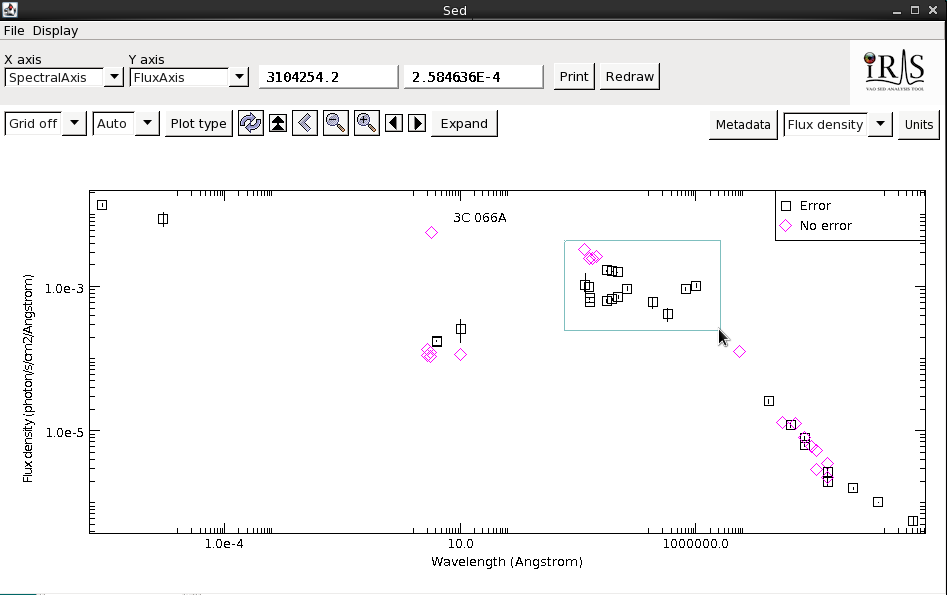 Sed
File Display
X axis Y axis
SpectralAxis FluxAxis 3104254.2 2.584636E-4 Print Redraw
iRIS
VAO SED ANALYSIS TOOL
Grid off Auto Plot type Expand Metadata Flux density Units
3C 066A
Error
No error
1.0e-3
1.0e-5
Flux density (photon/s/cm2/Angstrom)
1.0e-4 10.0 1000000.0
Wavelength (Angstrom)